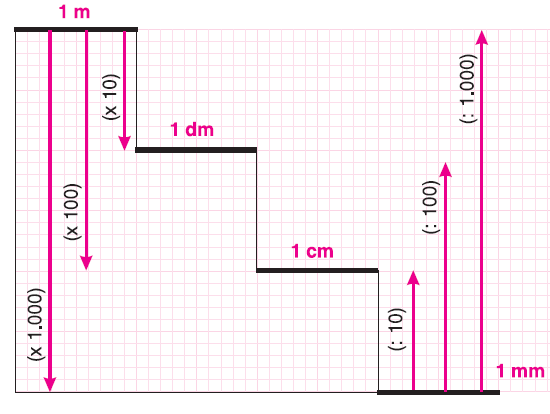 1 m
(x 10)
(: 1.000)
1 dm
(x 100)
(: 100)
1 cm
(x 1.000)
(: 10)
1 mm